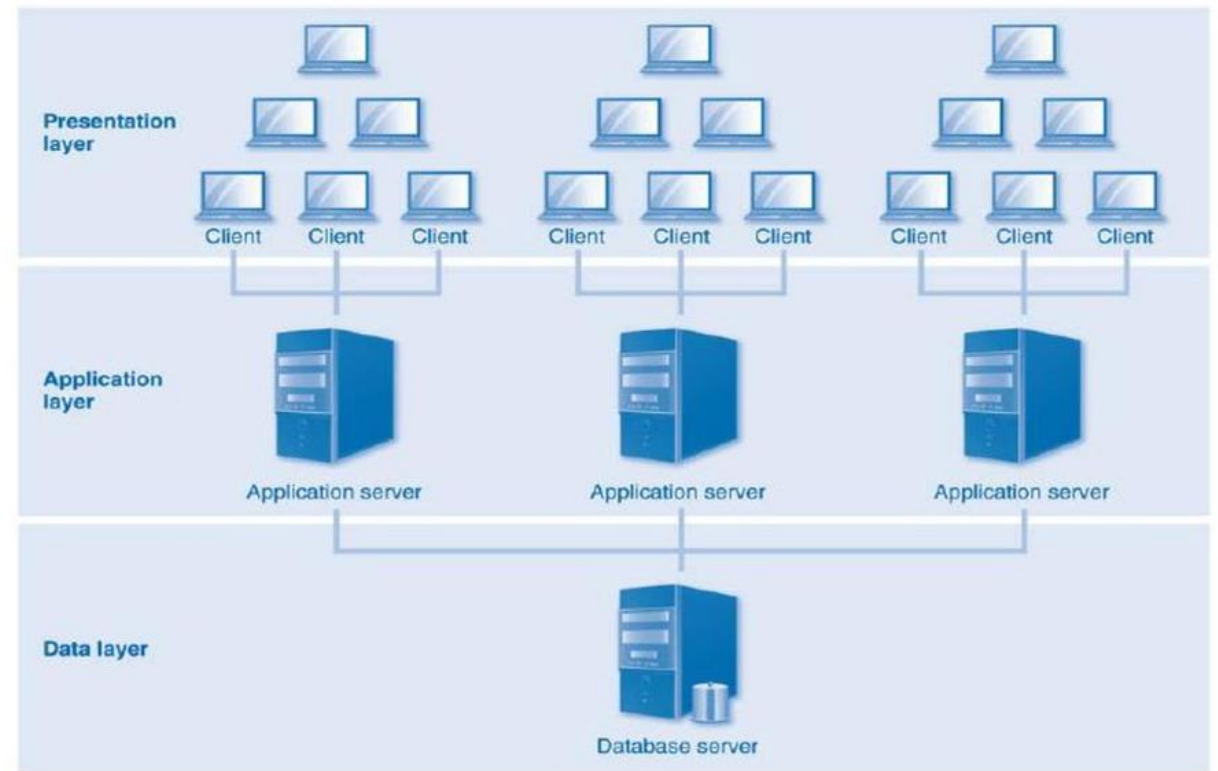 Presentation
layer
Client Client Client Client Client Client Client Client Client
Application
layer
Application server Application server Application server
Data layer
Database server